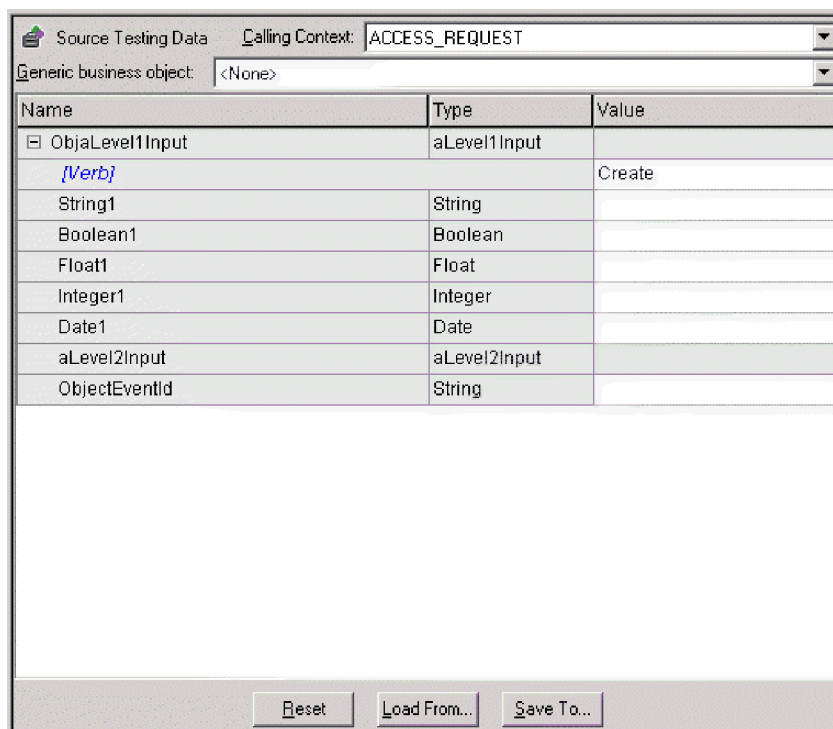 Source Testing Data Calling Context: ACCESS_REQUEST
Generic business object: <None>
Name Type Value
ObjaLevel1Input aLevel1Input
[Verb] Create
String1 String
Boolean1 Boolean
Float1 Float
Integer1 Integer
Date1 Date
aLevel2Input aLevel2Input
ObjectEventId String
Reset Load From... Save To...